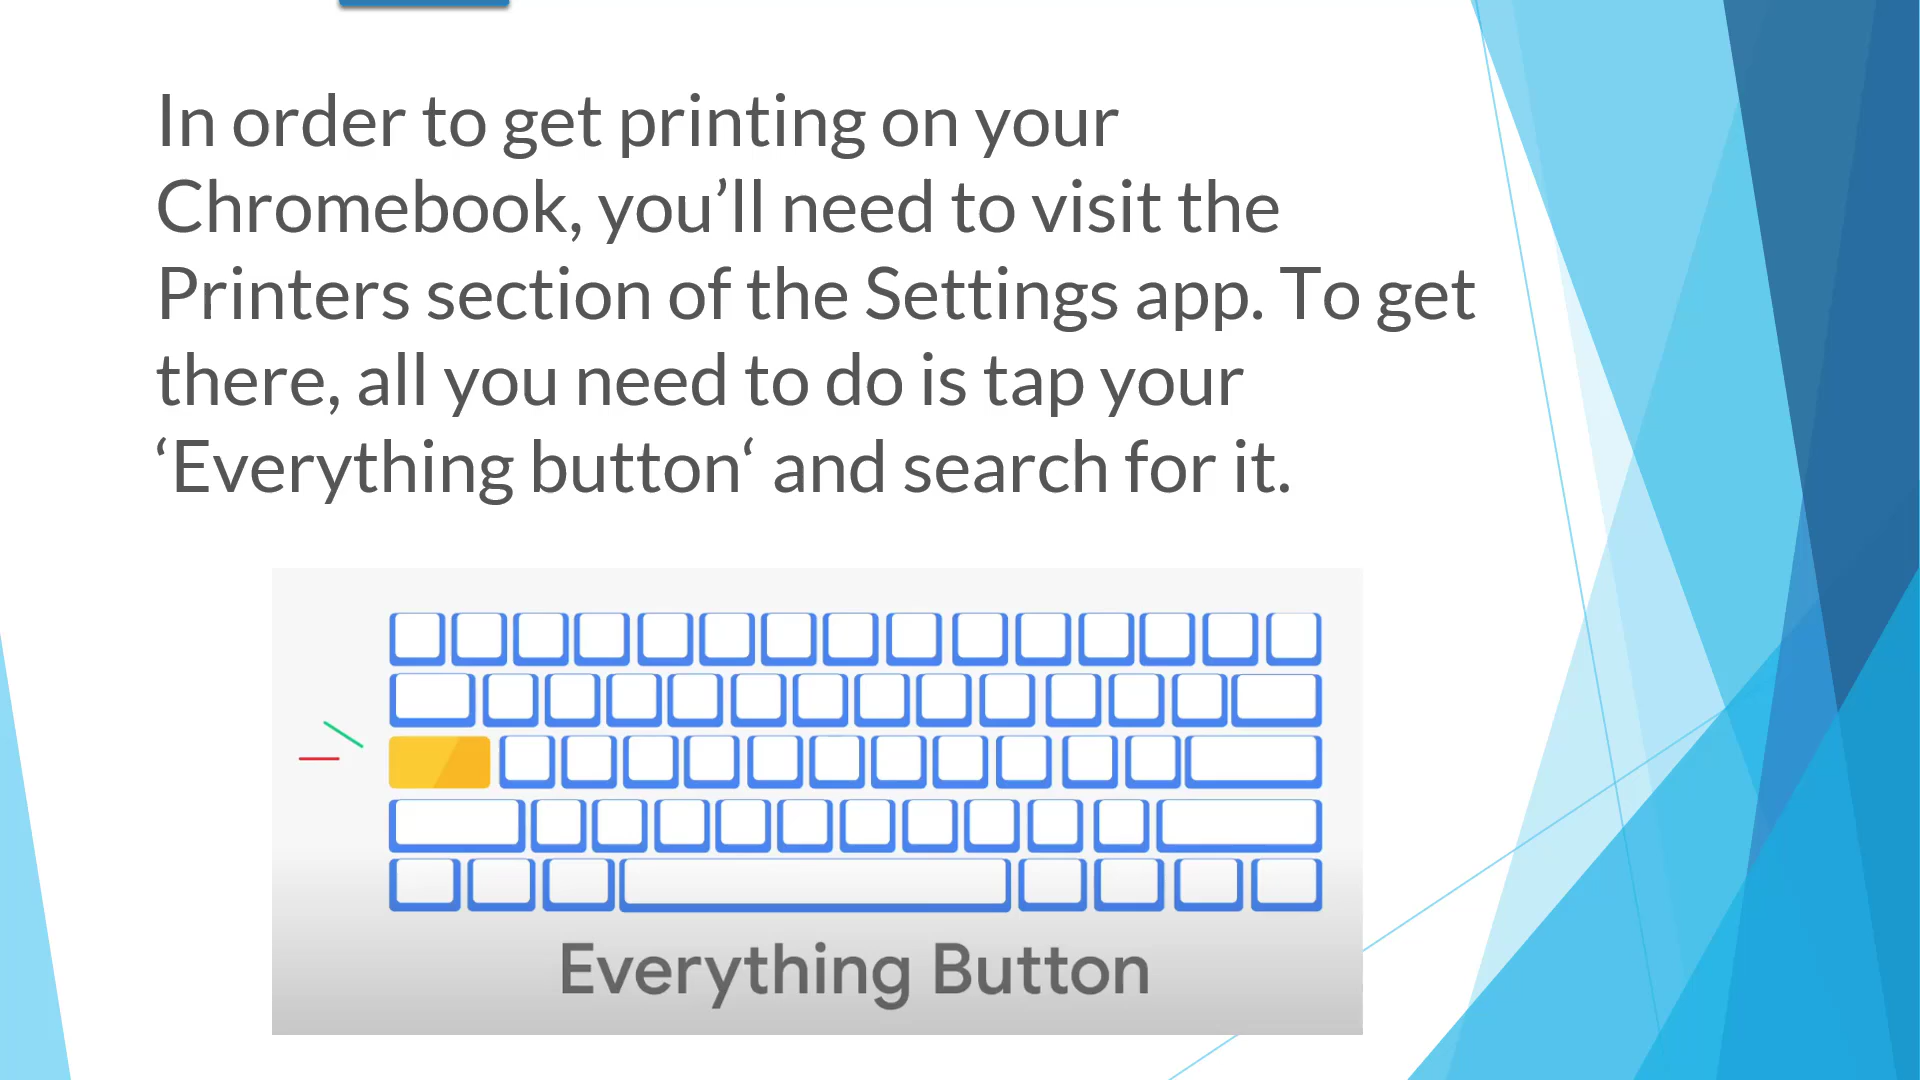 In order to get printing on your
Chromebook, you’ll need to visit the
Printers section of the Settings app. To get
there, all you need to do is tap your
‘Everything button‘ and search for it.
Everything Button